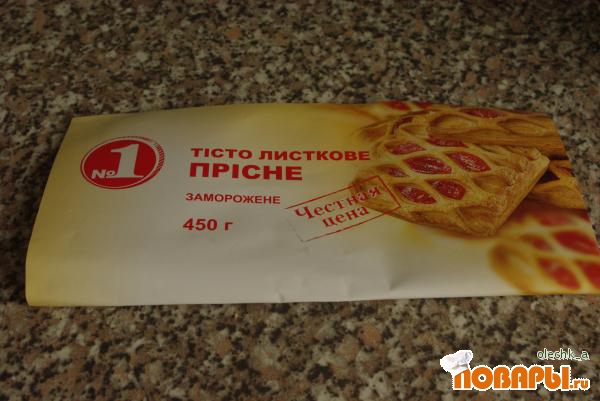 №1
ТІСТО ЛИСТКОВЕ
ПРІСНЕ
ЗАМОРОЖЕНЕ
450 г
Честная
цена
olechk_a
ПОВАРЫ.ru